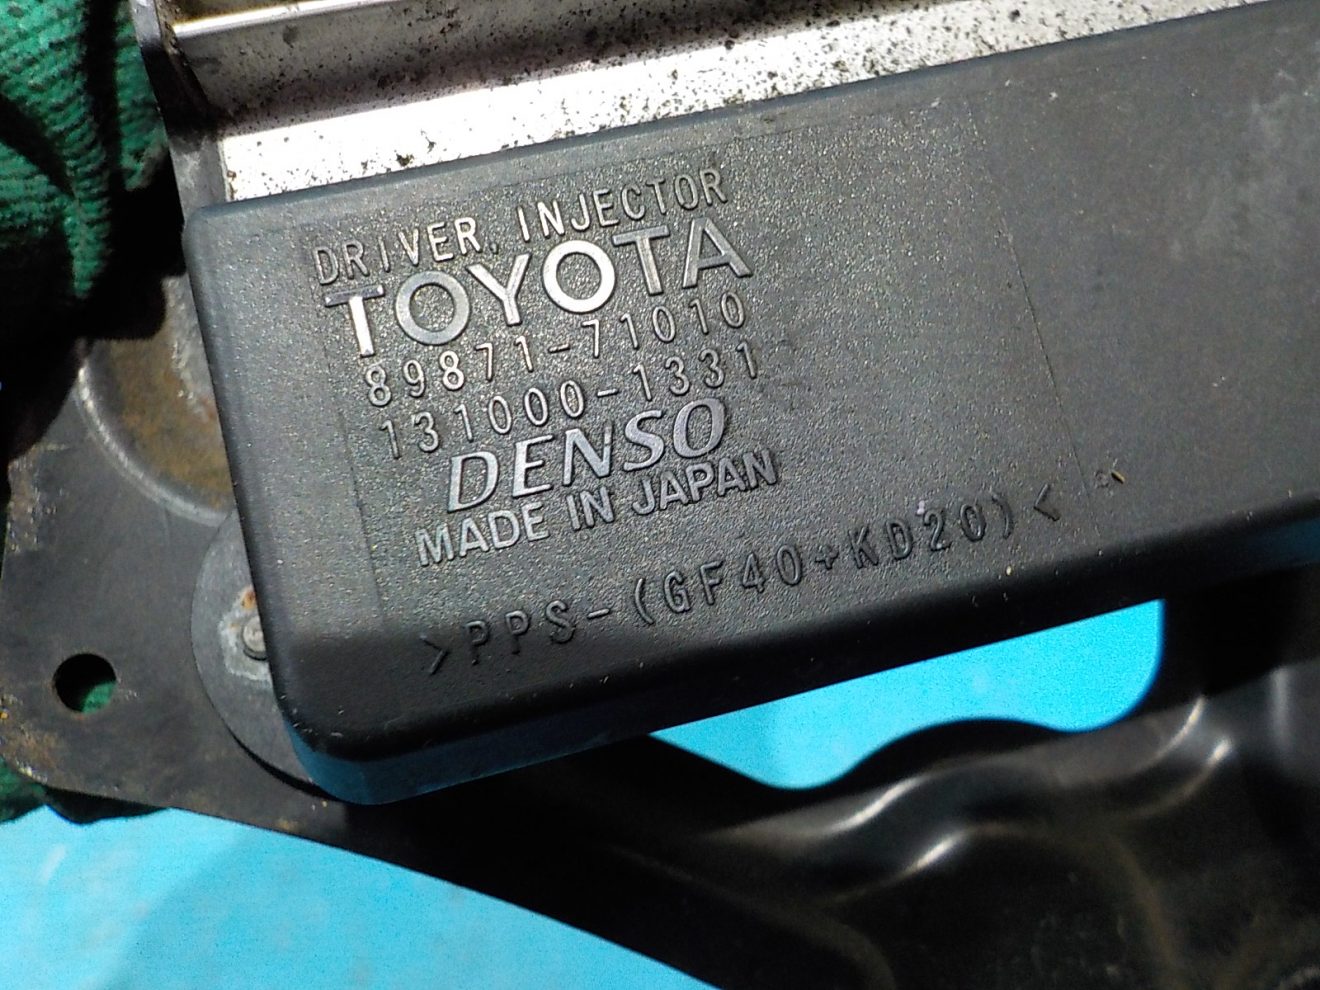 DRIVER, INJECTOR
TOYOTA
89871-71010
131000-1331
DENSO
MADE IN JAPAN
>PPS-(GF40+KD20)<